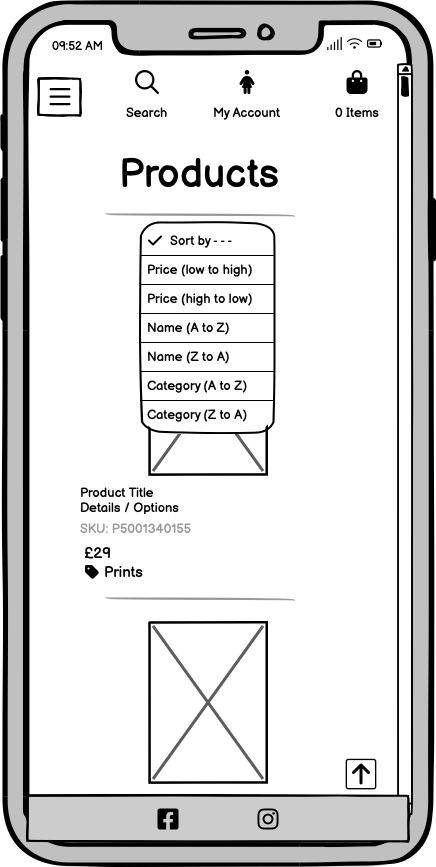 09:52 AM
Search
My Account
0 Items
Products
Sort by - - -
Price (low to high)
Price (high to low)
Name (A to Z)
Name (Z to A)
Category (A to Z)
Category (Z to A)
Product Title
Details / Options
SKU: P5001340155
£29
Prints